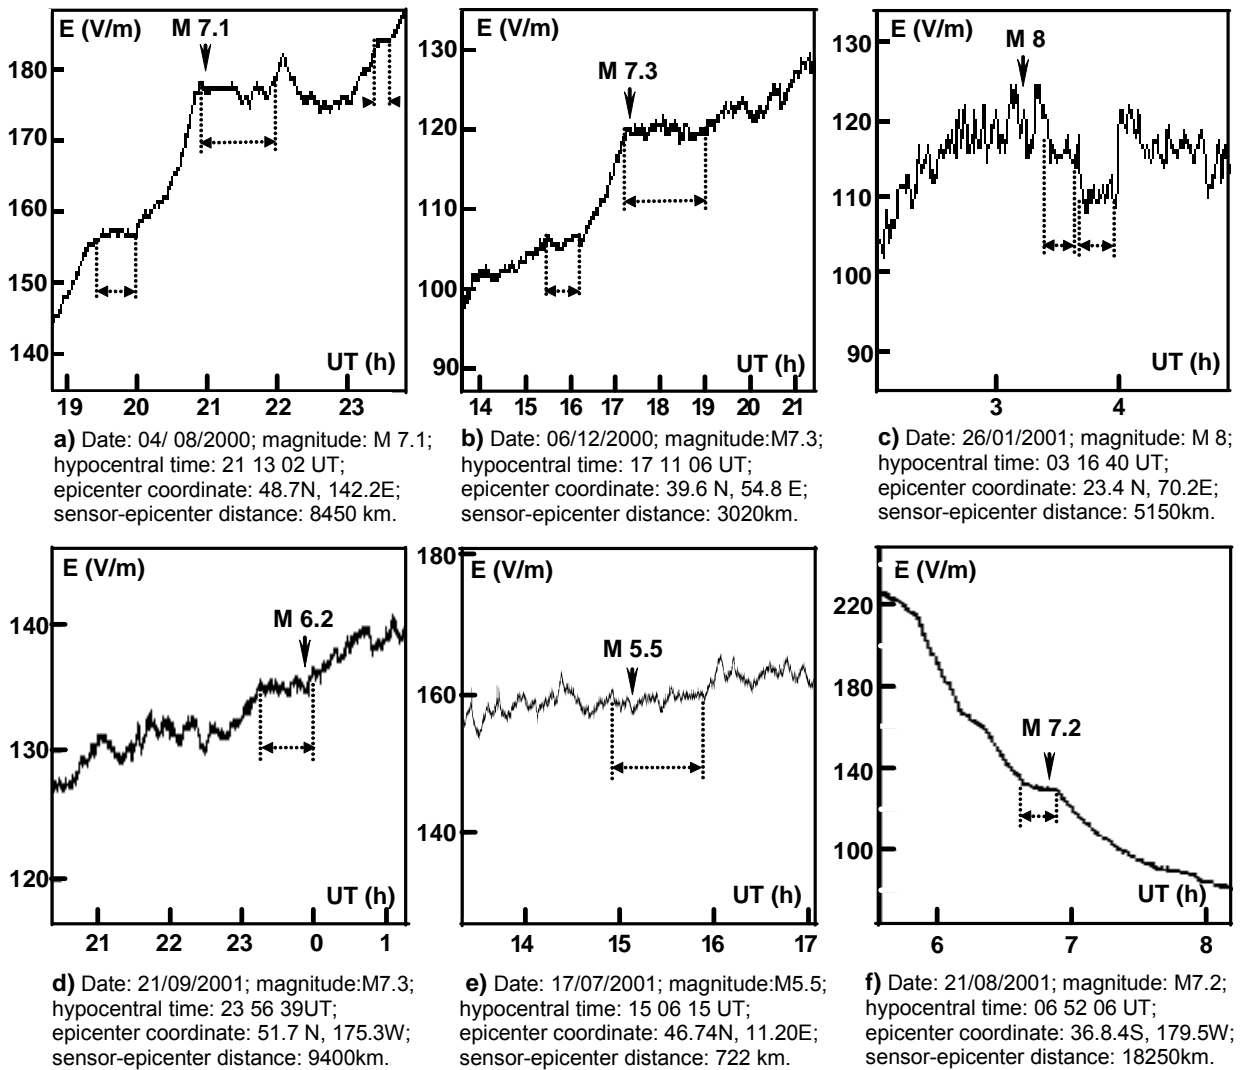 E (V/m)
M 7.1
180
170
160
150
140
UT (h)
19 20 21 22 23
a) Date: 04/ 08/2000; magnitude: M 7.1;
hypocentral time: 21 13 02 UT;
epicenter coordinate: 48.7N, 142.2E;
sensor-epicenter distance: 8450 km.
E (V/m)
M 7.3
130
120
110
100
90
UT (h)
14 15 16 17 18 19 20 21
b) Date: 06/12/2000; magnitude:M7.3;
hypocentral time: 17 11 06 UT;
epicenter coordinate: 39.6 N, 54.8 E;
sensor-epicenter distance: 3020km.
E (V/m)
M 8
130
120
110
100
90
UT (h)
3 4
c) Date: 26/01/2001; magnitude: M 8;
hypocentral time: 03 16 40 UT;
epicenter coordinate: 23.4 N, 70.2E;
sensor-epicenter distance: 5150km.
E (V/m)
M 6.2
140
130
120
UT (h)
21 22 23 0 1
d) Date: 21/09/2001; magnitude:M7.3;
hypocentral time: 23 56 39UT;
epicenter coordinate: 51.7 N, 175.3W;
sensor-epicenter distance: 9400km.
E (V/m)
M 5.5
180
160
140
UT (h)
14 15 16 17
e) Date: 17/07/2001; magnitude:M5.5;
hypocentral time: 15 06 15 UT;
epicenter coordinate: 46.74N, 11.20E;
sensor-epicenter distance: 722 km.
E (V/m)
M 7.2
220
180
140
100
UT (h)
6 7 8
f) Date: 21/08/2001; magnitude: M7.2;
hypocentral time: 06 52 06 UT;
epicenter coordinate: 36.8.4S, 179.5W;
sensor-epicenter distance: 18250km.